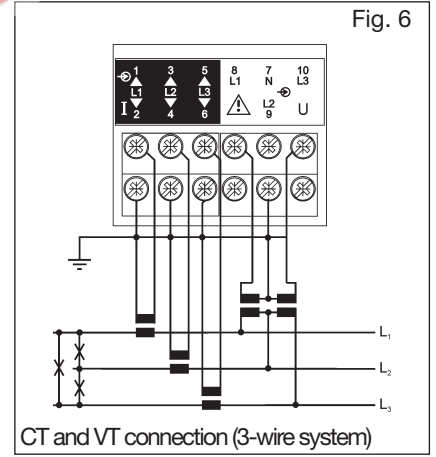 Fig. 6
1 3 5 8 7 10
L1 N L3
L1 L2 L3
I L2 U
2 4 6 9
L1
L2
L3
CT and VT connection (3-wire system)